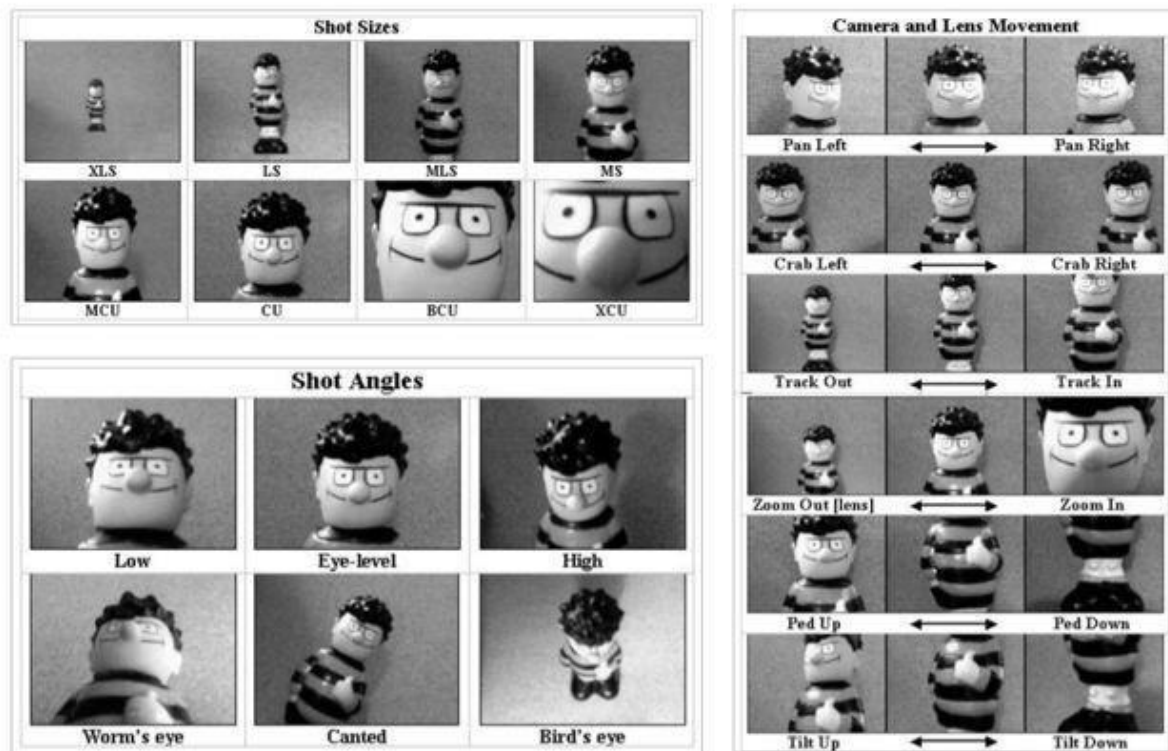 Shot Sizes
XLS LS MLS MS
MCU CU BCU XCU
Shot Angles
Low Eye-level High
Worm's eye Canted Bird's eye
Camera and Lens Movement
Pan Left Pan Right
Crab Left Crab Right
Track Out Track In
Zoom Out [lens] Zoom In
Ped Up Ped Down
Tilt Up Tilt Down